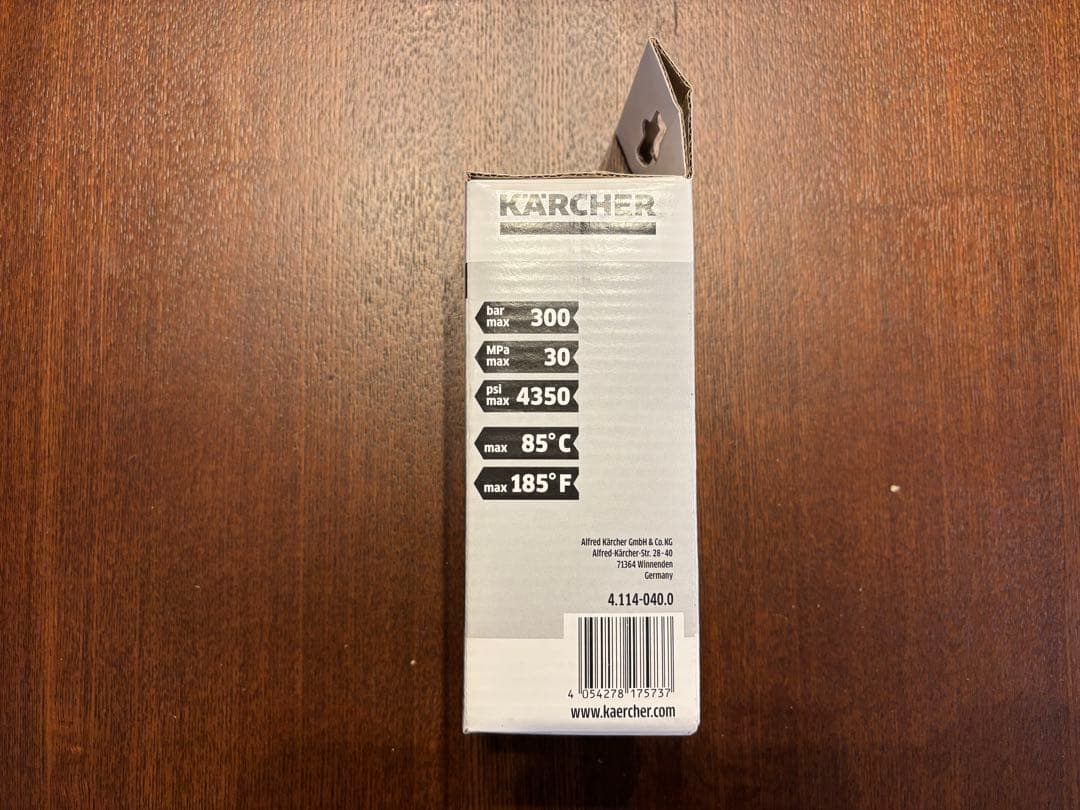 KÄRCHER
bar max 300
MPa max 30
psi max 4350
max 85°C
max 185°F
Alfred Kärcher GmbH & Co. KG
Alfred-Kärcher-Str. 28-40
71364 Winnenden
Germany
4.114-040.0
4 054278 175737
www.kaercher.com